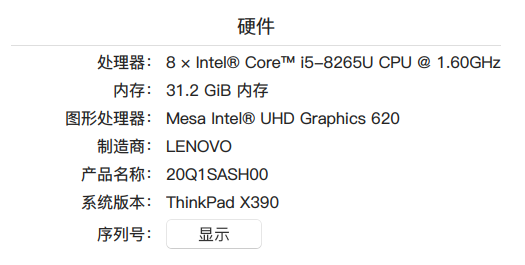 硬件
处理器： 8 × Intel® Core™ i5-8265U CPU @ 1.60GHz
内存： 31.2 GiB 内存
图形处理器： Mesa Intel® UHD Graphics 620
制造商： LENOVO
产品名称： 20Q1SASH00
系统版本： ThinkPad X390
序列号： 显示